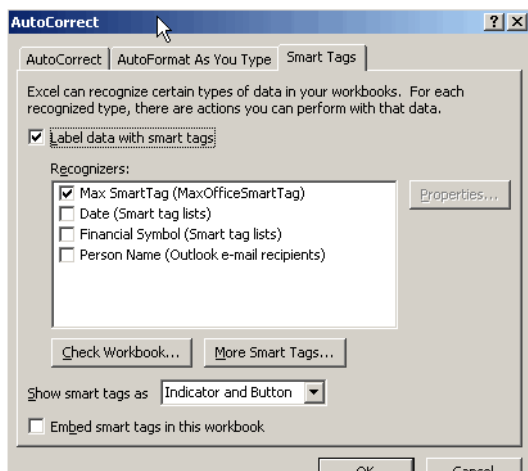 AutoCorrect
AutoCorrect AutoFormat As You Type Smart Tags
Excel can recognize certain types of data in your workbooks. For each
recognized type, there are actions you can perform with that data.
Label data with smart tags
Recognizers:
Max SmartTag (MaxOfficeSmartTag)
Date (Smart tag lists)
Financial Symbol (Smart tag lists)
Person Name (Outlook e-mail recipients)
Properties...
Check Workbook... More Smart Tags...
Show smart tags as Indicator and Button
Embed smart tags in this workbook
OK Cancel